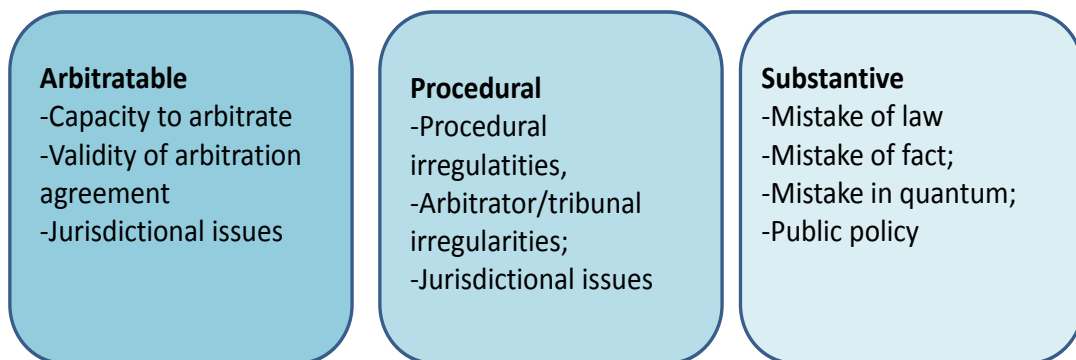 Arbitratable
-Capacity to arbitrate
-Validity of arbitration
agreement
-Jurisdictional issues
Procedural
-Procedural
irregulatities,
-Arbitrator/tribunal
irregularities;
-Jurisdictional issues
Substantive
-Mistake of law
-Mistake of fact;
-Mistake in quantum;
-Public policy